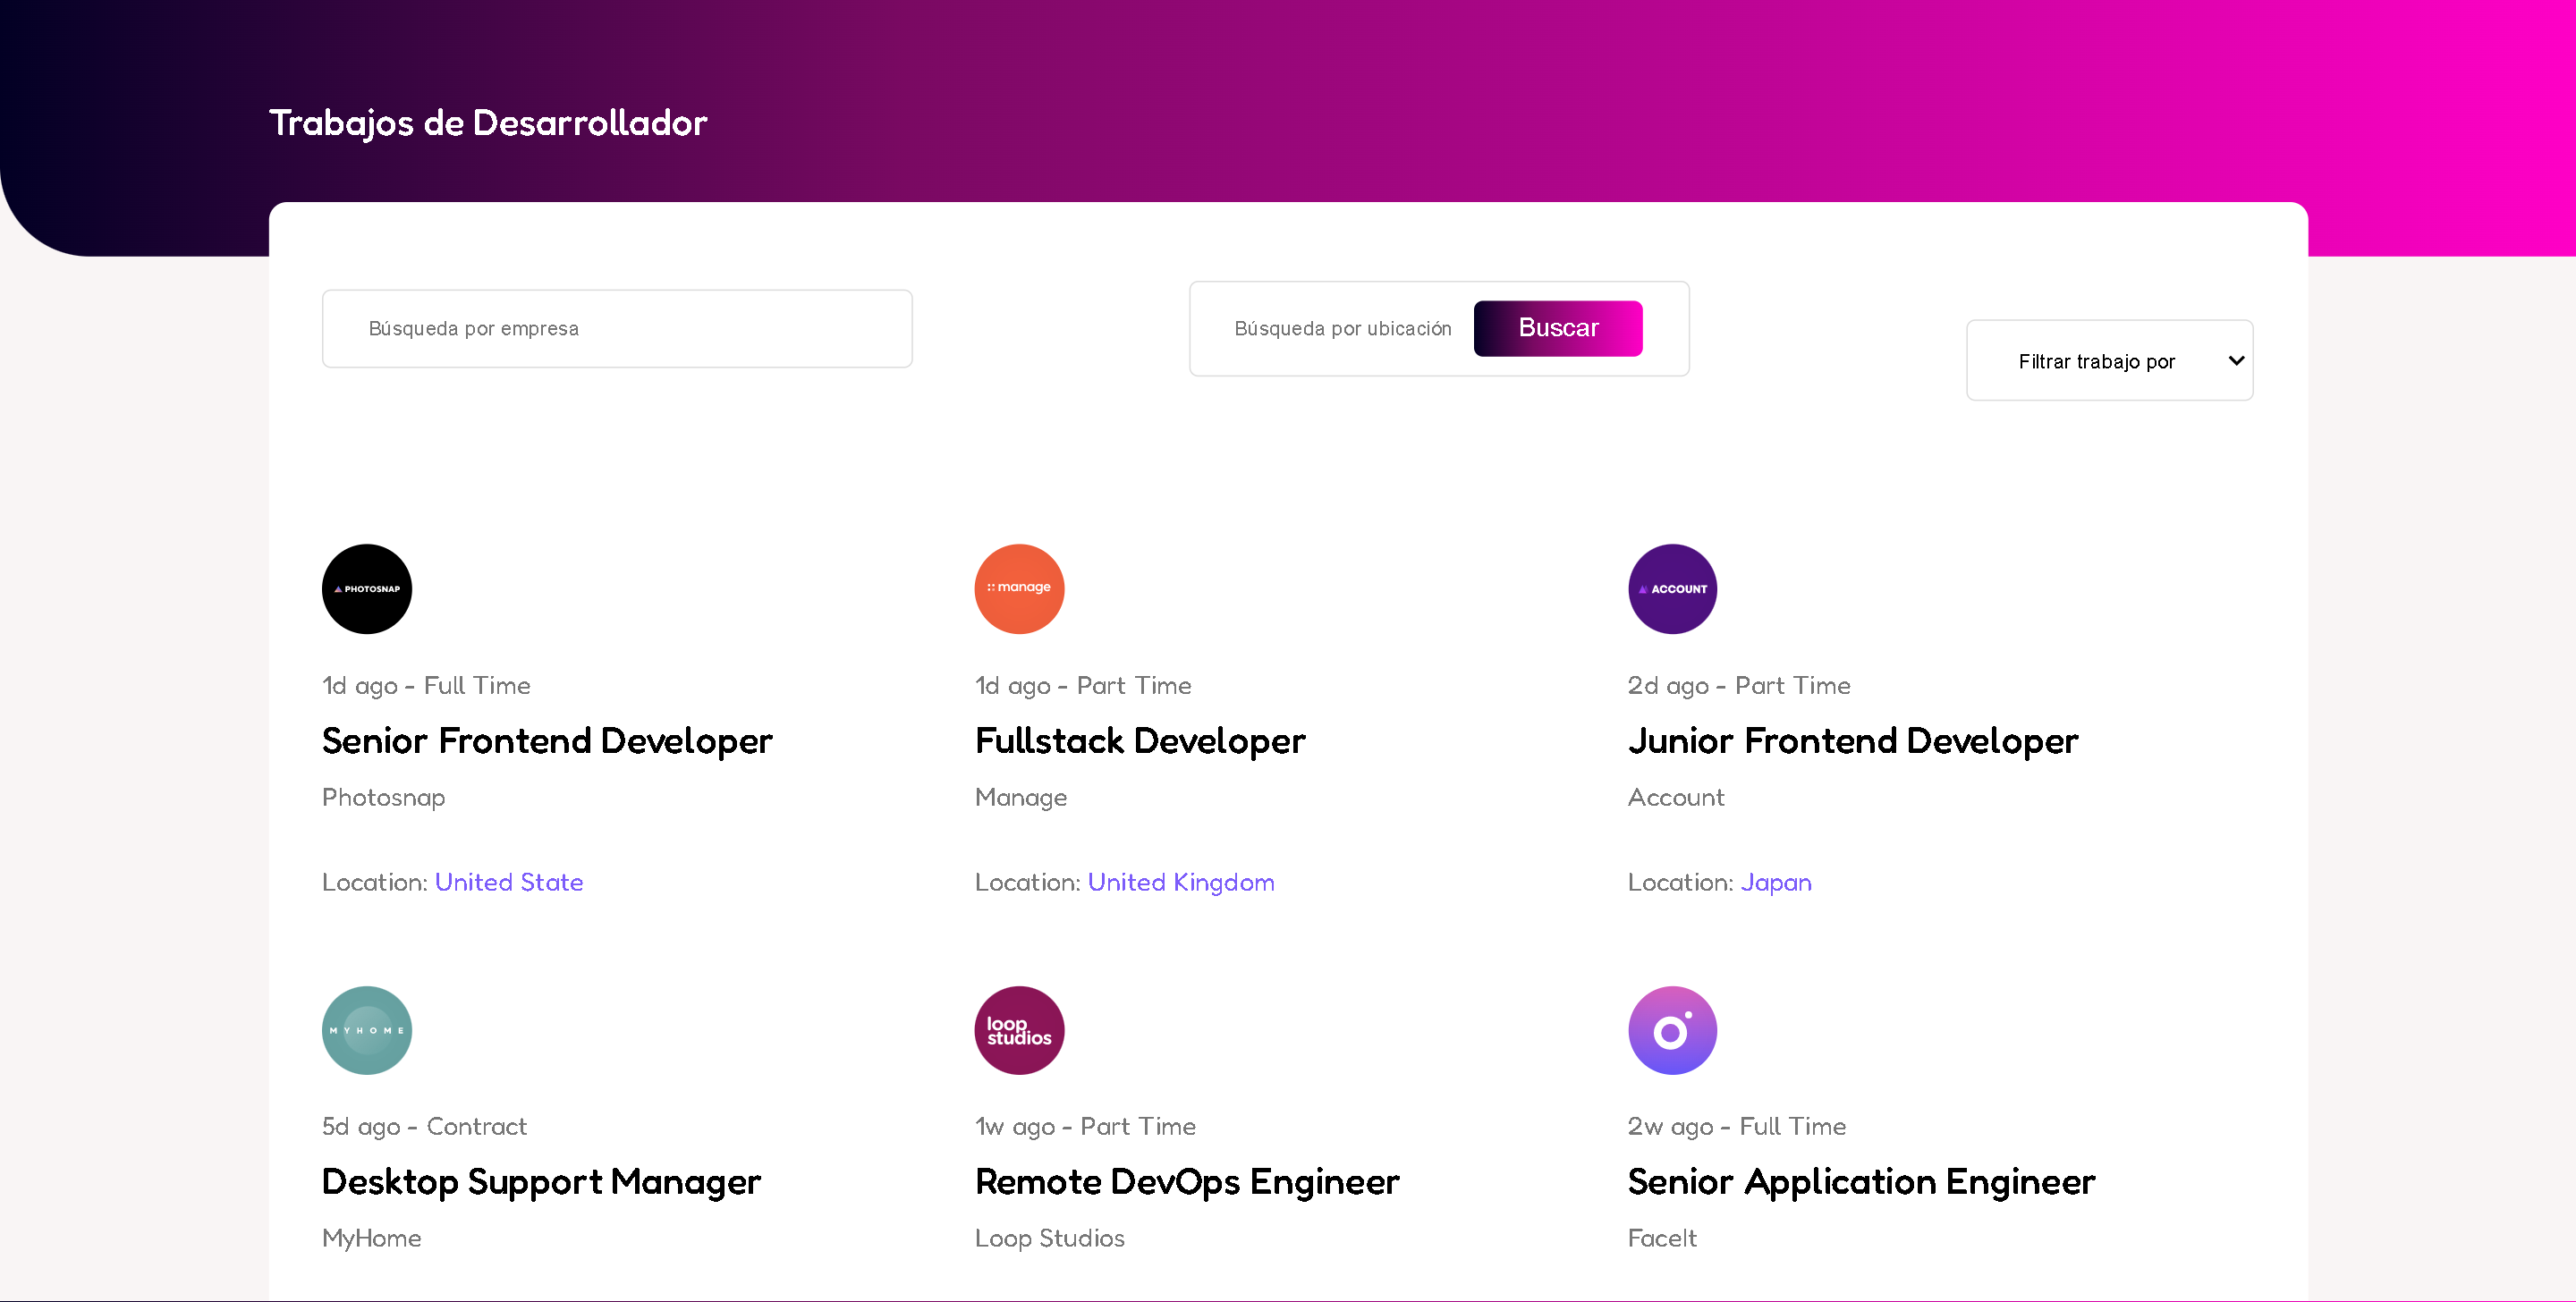 Trabajos de Desarrollador
Búsqueda por empresa
Búsqueda por ubicación
Buscar
Filtrar trabajo por
PHOTOSNAP
1d ago - Full Time
Senior Frontend Developer
Photosnap
Location: United State
:: manage
1d ago - Part Time
Fullstack Developer
Manage
Location: United Kingdom
ACCOUNT
2d ago - Part Time
Junior Frontend Developer
Account
Location: Japan
MYHOME
5d ago - Contract
Desktop Support Manager
MyHome
loop
studios
1w ago - Part Time
Remote DevOps Engineer
Loop Studios
2w ago - Full Time
Senior Application Engineer
FaceIt